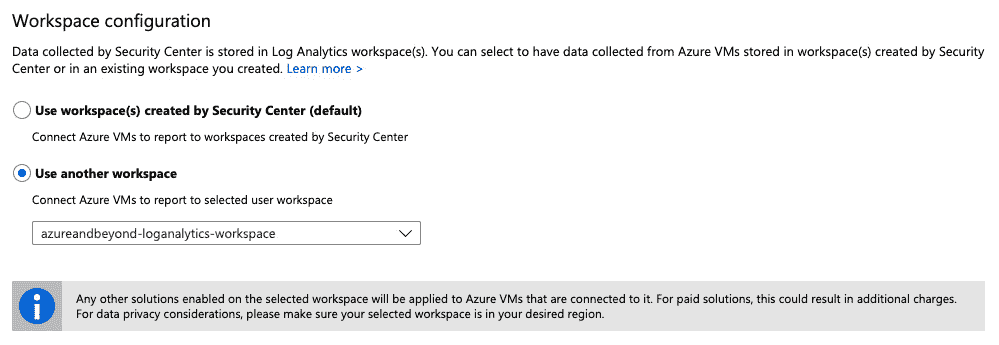 Workspace configuration
Data collected by Security Center is stored in Log Analytics workspace(s). You can select to have data collected from Azure VMs stored in workspace(s) created by Security
Center or in an existing workspace you created. Learn more >
Use workspace(s) created by Security Center (default)
Connect Azure VMs to report to workspaces created by Security Center
Use another workspace
Connect Azure VMs to report to selected user workspace
azureandbeyond-loganalytics-workspace
Any other solutions enabled on the selected workspace will be applied to Azure VMs that are connected to it. For paid solutions, this could result in additional charges.
For data privacy considerations, please make sure your selected workspace is in your desired region.